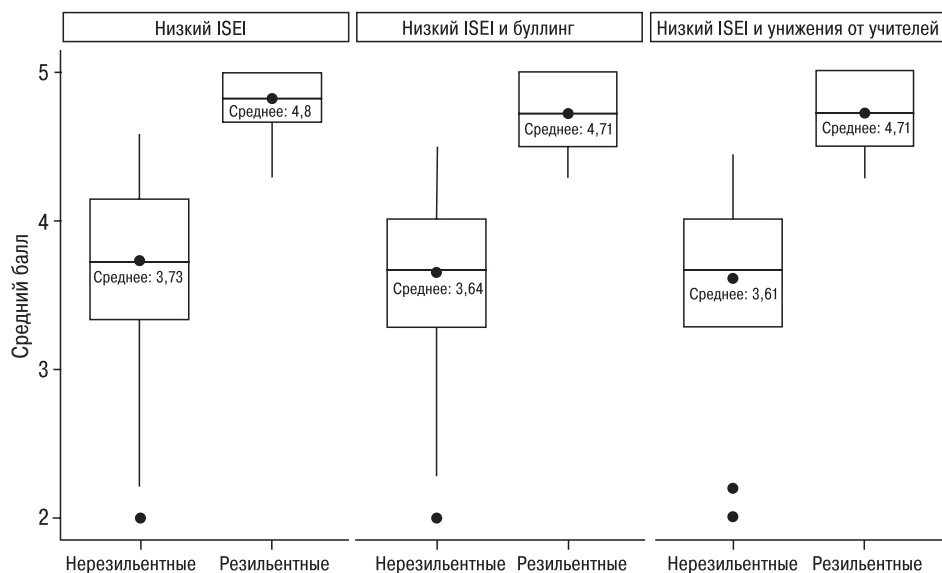 Низкий ISEI
Низкий ISEI и буллинг
Низкий ISEI и унижения от учителей
Средний балл
5
4
3
2
Среднее: 4,8
Среднее: 3,73
Среднее: 4,71
Среднее: 3,64
Среднее: 4,71
Среднее: 3,61
Нерезильентные
Резильентные
Нерезильентные
Резильентные
Нерезильентные
Резильентные